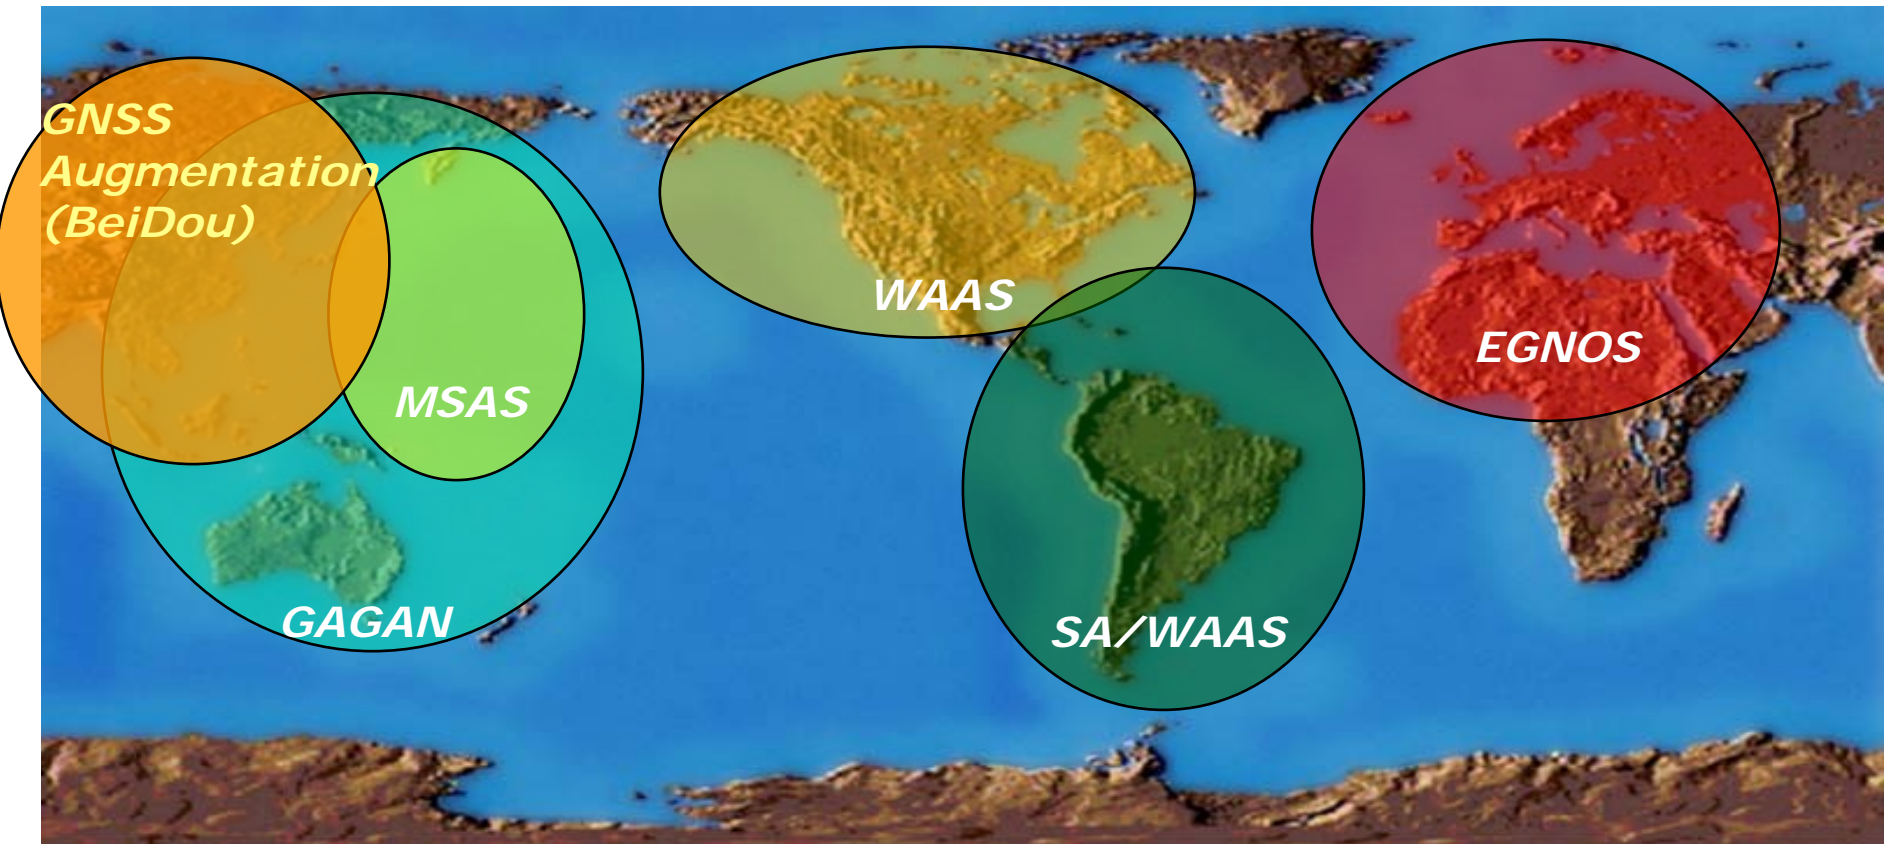 GNSS
Augmentation
(BeiDou)
WAAS
EGNOS
MSAS
GAGAN
SA/WAAS